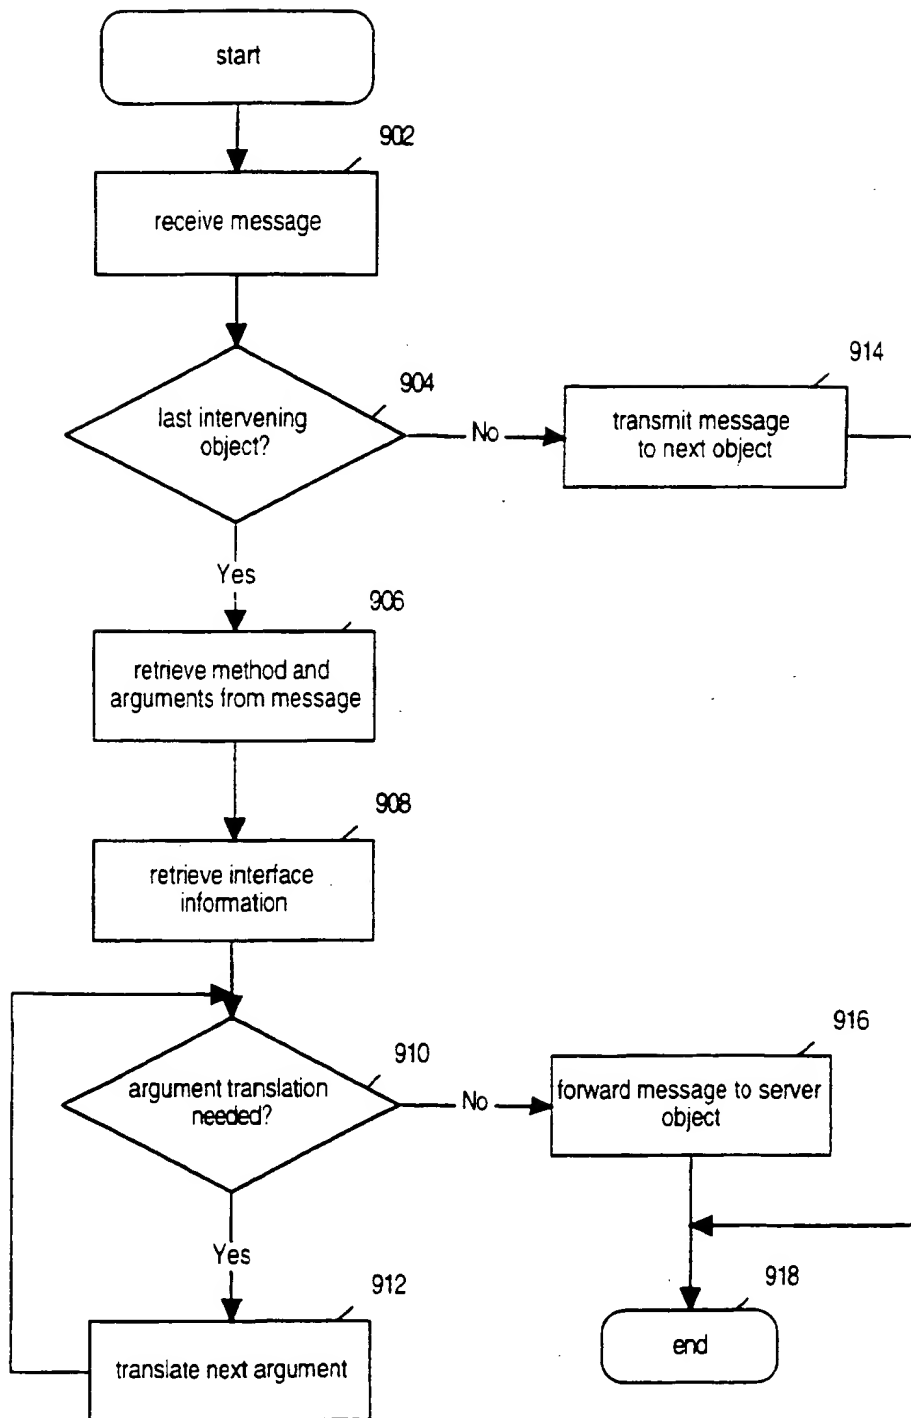 start
902
receive message
904
last intervening
object?
No
914
transmit message
to next object
Yes
906
retrieve method and
arguments from message
908
retrieve interface
information
910
argument translation
needed?
No
916
forward message to server
object
Yes
912
translate next argument
918
end